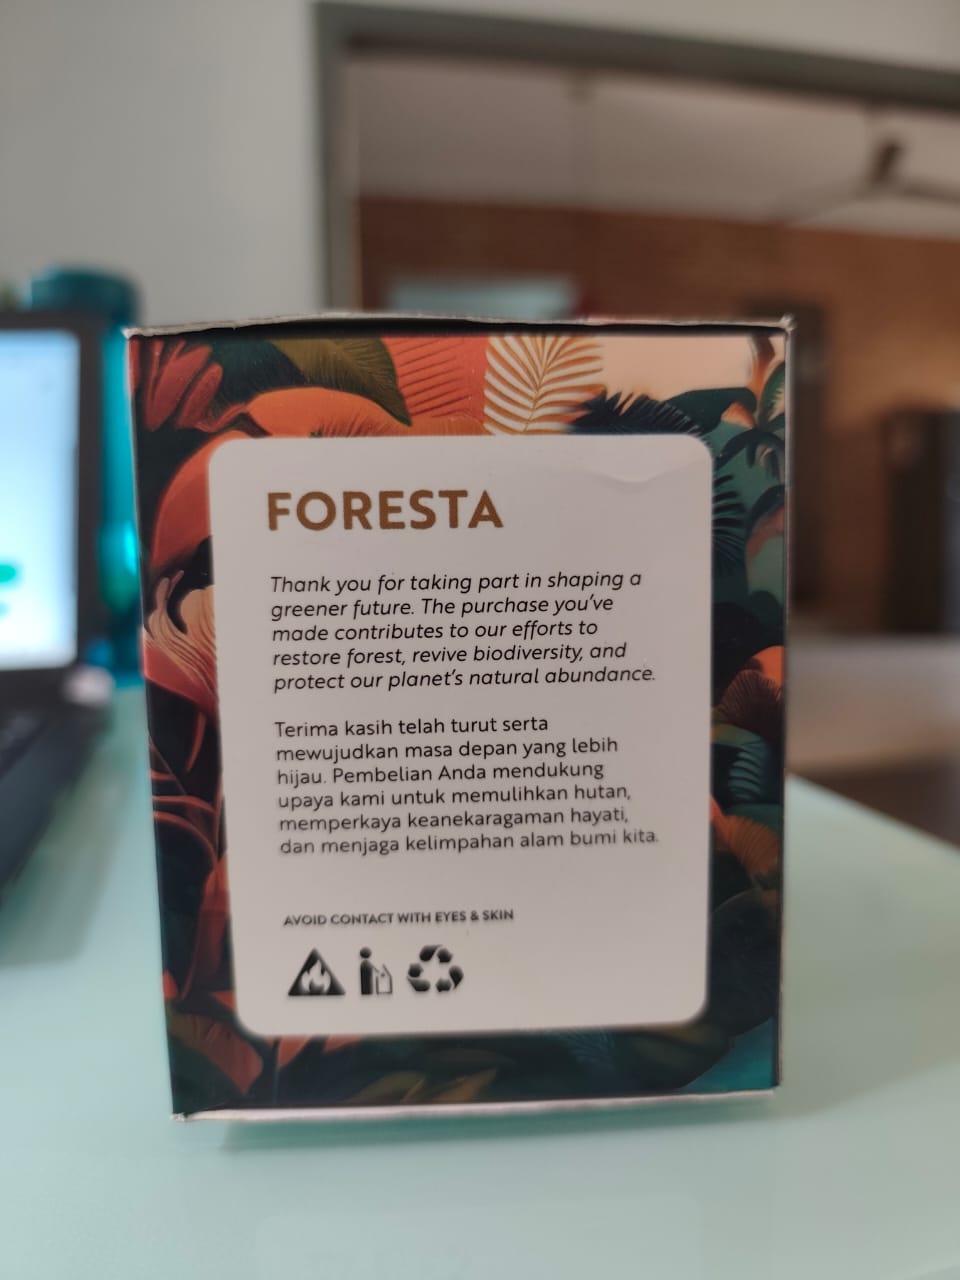 FORESTA
Thank you for taking part in shaping a
greener future. The purchase you've
made contributes to our efforts to
restore forest, revive biodiversity, and
protect our planet's natural abundance.
Terima kasih telah turut serta
mewujudkan masa depan yang lebih
hijau. Pembelian Anda mendukung
upaya kami untuk memulihkan hutan,
memperkaya keanekaragaman hayati,
dan menjaga kelimpahan alam bumi kita.
AVOID CONTACT WITH EYES & SKIN